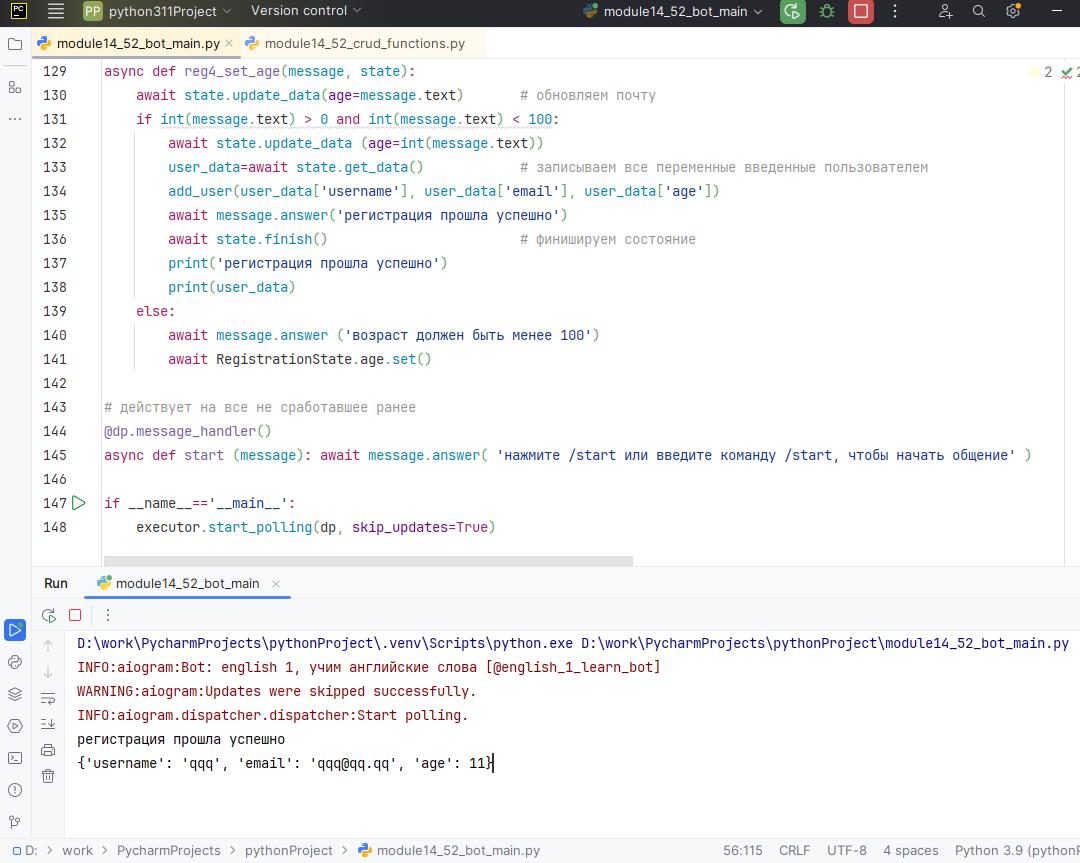 PC PP python311Project Version control module14_52_bot_main
module14_52_bot_main.py × module14_52_crud_functions.py
129 async def reg4_set_age(message, state): 2 2
130 await state.update_data(age=message.text) # обновляем почту
131 if int(message.text) > 0 and int(message.text) < 100:
132 await state.update_data (age=int(message.text))
133 user_data=await state.get_data() # записываем все переменные введенные пользователем
134 add_user(user_data['username'], user_data['email'], user_data['age'])
135 await message.answer('регистрация прошла успешно')
136 await state.finish() # финишируем состояние
137 print('регистрация прошла успешно')
138 print(user_data)
139 else:
140 await message.answer ('возраст должен быть менее 100')
141 await RegistrationState.age.set()
142
143 # действует на все не сработавшее ранее
144 @dp.message_handler()
145 async def start (message): await message.answer( 'нажмите /start или введите команду /start, чтобы начать общение' )
146
147 if __name__=='__main__':
148 executor.start_polling(dp, skip_updates=True)
Run module14_52_bot_main ×
D:\work\PycharmProjects\pythonProject\.venv\Scripts\python.exe D:\work\PycharmProjects\pythonProject\module14_52_bot_main.py
INFO:aiogram:Bot: english 1, учим английские слова [@english_1_learn_bot]
WARNING:aiogram:Updates were skipped successfully.
INFO:aiogram.dispatcher.dispatcher:Start polling.
регистрация прошла успешно
{'username': 'qqq', 'email': 'qqq@qq.qq', 'age': 11}
D: > work > PycharmProjects > pythonProject > module14_52_bot_main.py 56:115 CRLF UTF-8 4 spaces Python 3.9 (pythonP